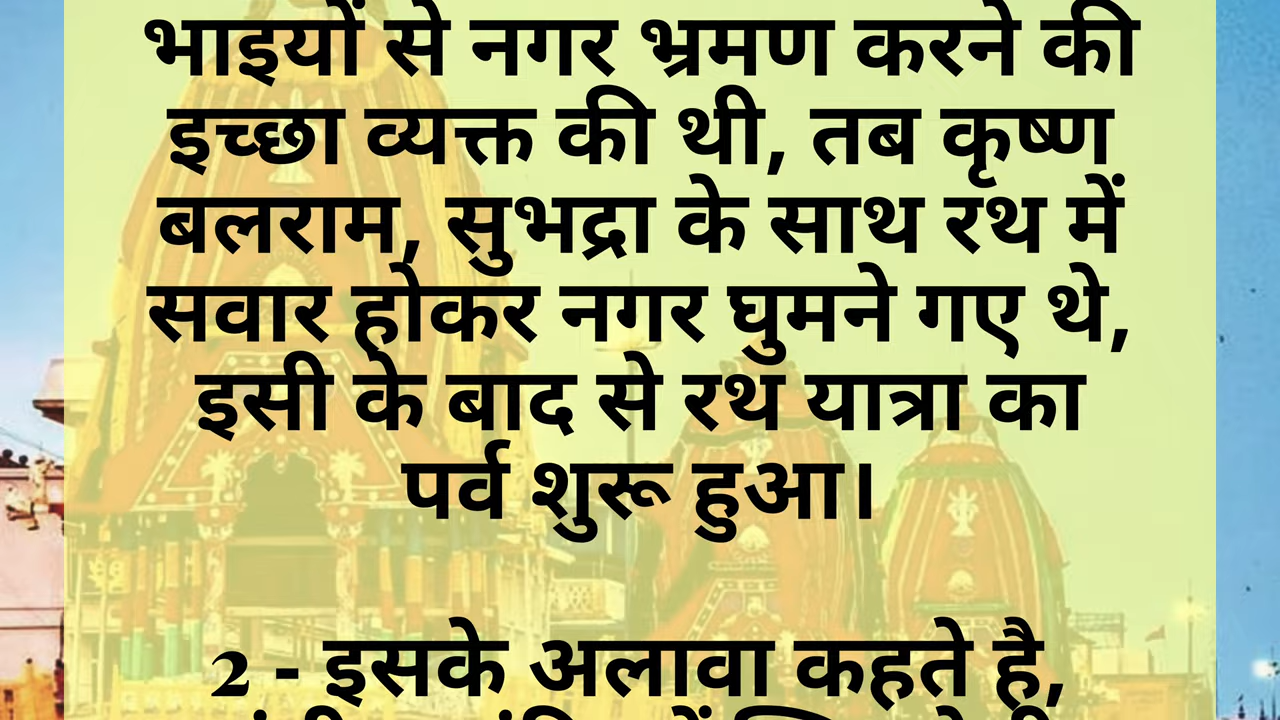 भाइयों से नगर भ्रमण करने की
इच्छा व्यक्त की थी, तब कृष्ण
बलराम, सुभद्रा के साथ रथ में
सवार होकर नगर घुमने गए थे,
इसी के बाद से रथ यात्रा का
पर्व शुरू हुआ।
2 - इसके अलावा कहते है,